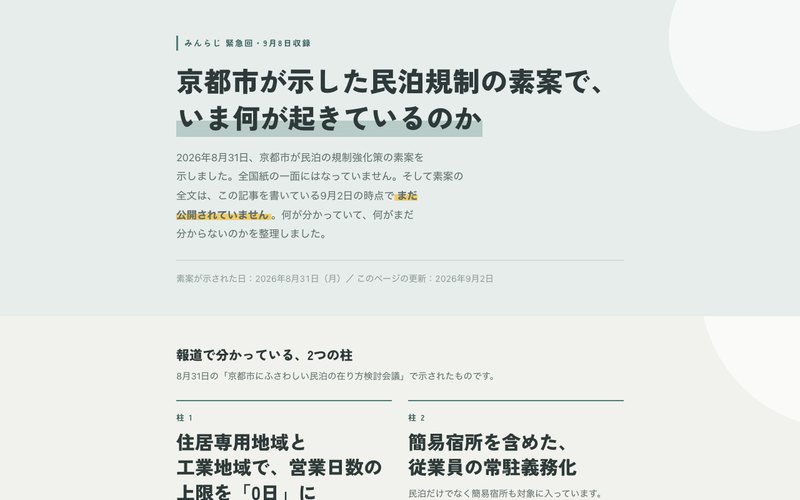 みんらじ 緊急回・9月8日収録
京都市が示した民泊規制の素案で、
いま何が起きているのか
2026年8月31日、京都市が民泊の規制強化策の素案を
示しました。全国紙の一面にはなっていません。そして素案の
全文は、この記事を書いている9月2日の時点でまだ
公開されていません。何が分かっていて、何がまだ
分からないのかを整理しました。
素案が示された日：2026年8月31日（月）／このページの更新：2026年9月2日
報道で分かっている、2つの柱
8月31日の「京都市にふさわしい民泊の在り方検討会議」で示されたものです。
柱 1
住居専用地域と
工業地域で、営業日数の
上限を「0日」に
柱 2
簡易宿所を含めた、
従業員の常駐義務化
民泊だけでなく簡易宿所も対象に入っています。